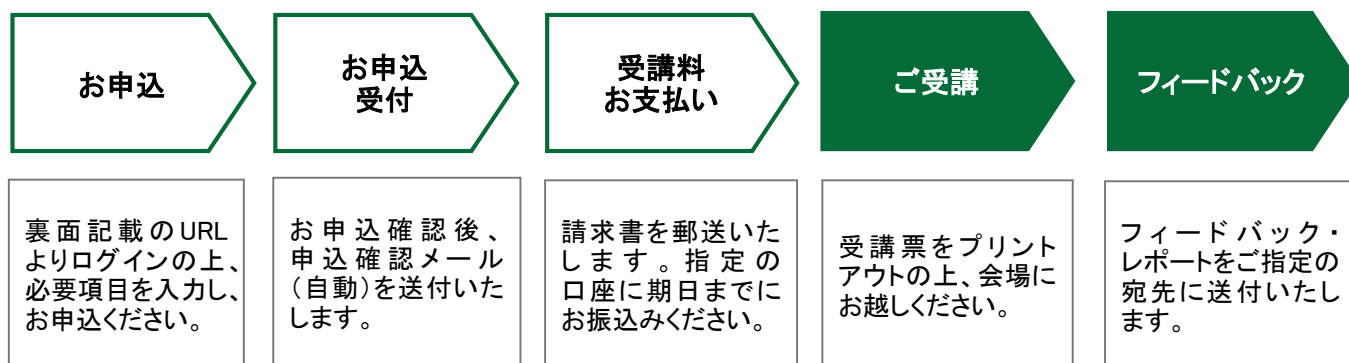 お申込
お申込
受付
受講料
お支払い
ご受講
フィードバック
裏面記載のURL
よりログインの上、
必要項目を入力し、
お申込ください。
お申込確認後、
申込確認メール
（自動）を送付いた
します。
請求書を郵送いた
します。指定の
口座に期日までに
お振込みください。
受講票をプリント
アウトの上、会場に
お越しください。
フィードバック・
レポートをご指定の
宛先に送付いたし
ます。